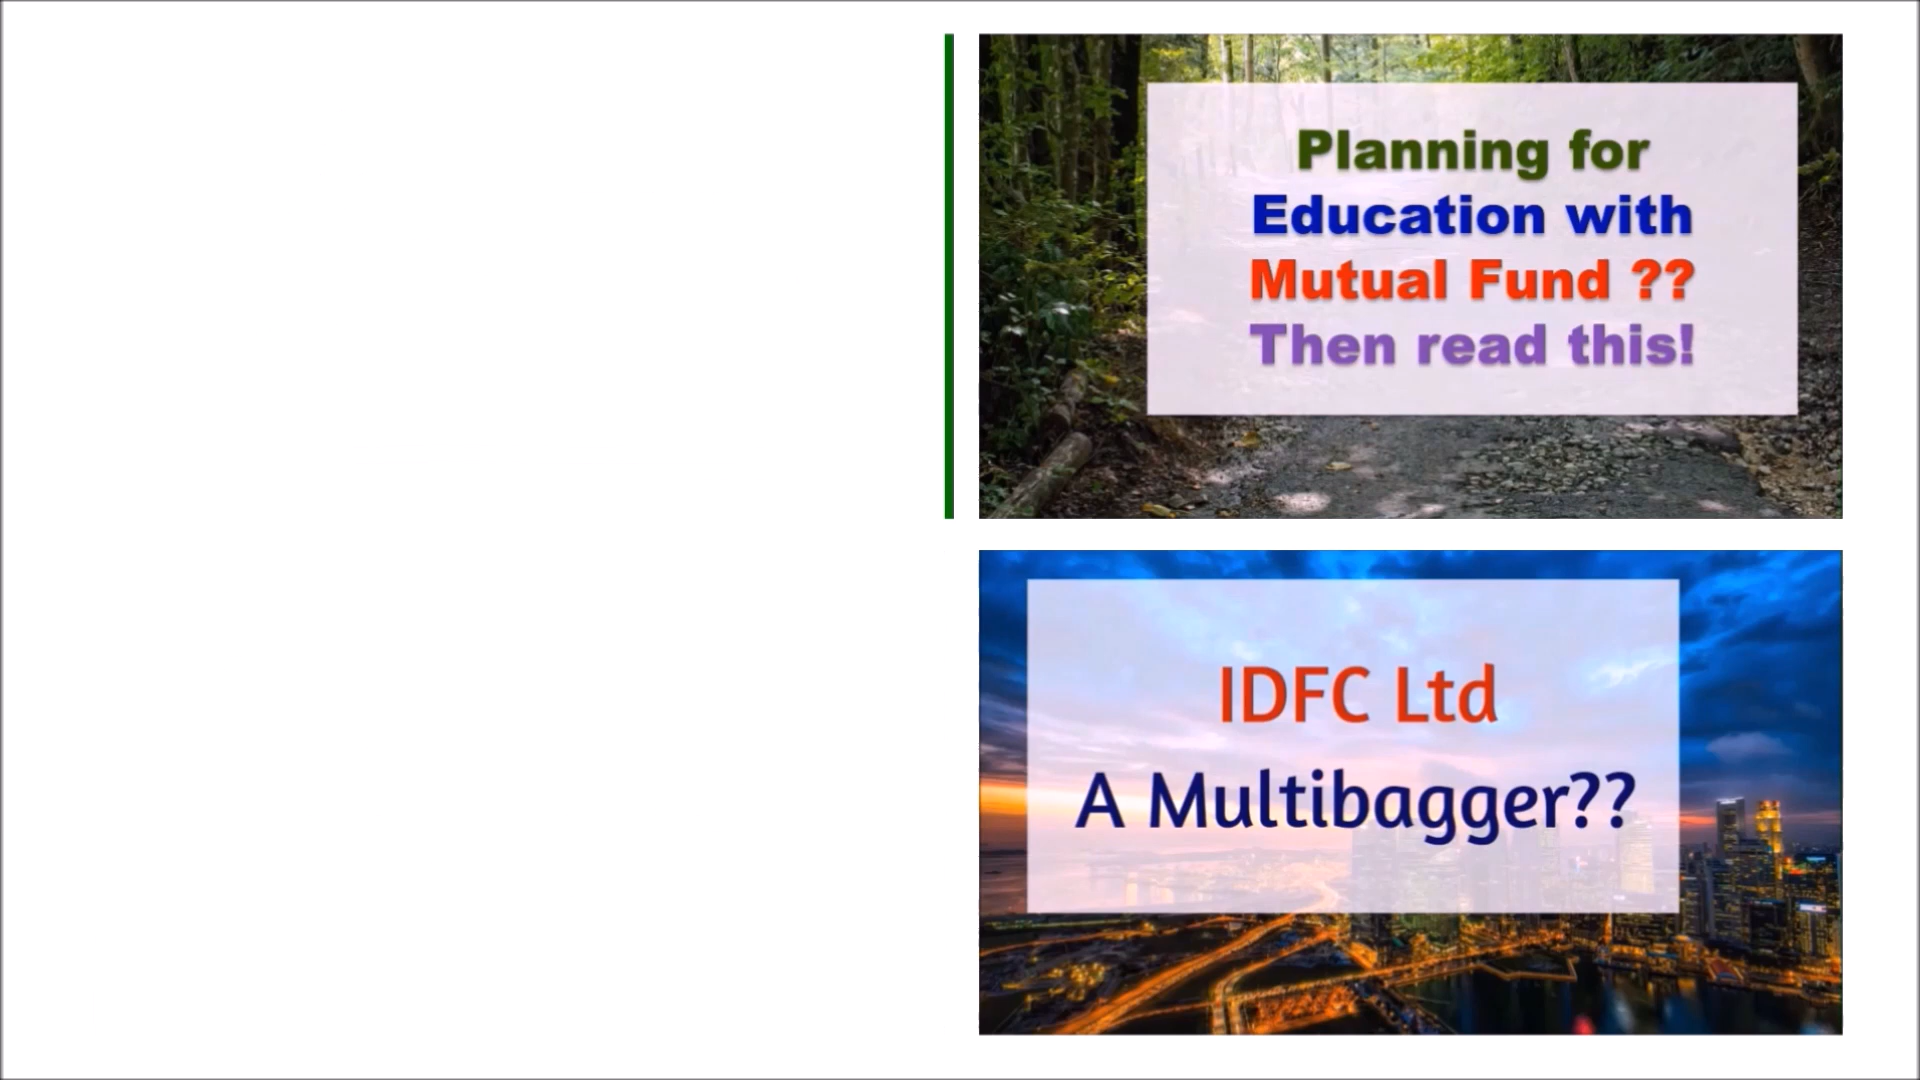 Planning for
Education with
Mutual Fund ??
Then read this!
IDFC Ltd
A Multibagger??